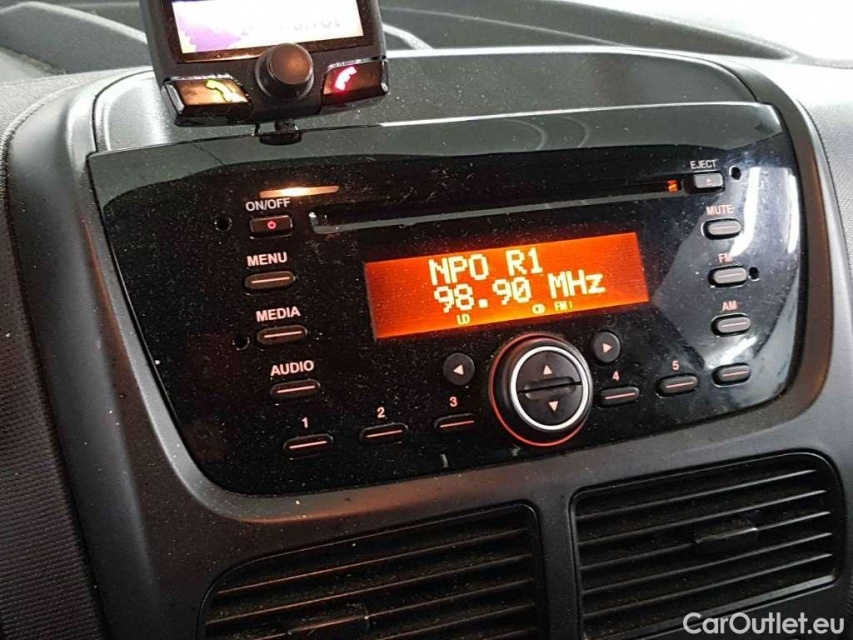 EJECT
ON/OFF
MUTE
MENU
NPO R1
FM
98.90 MHz
MEDIA
LO
FM1
AM
AUDIO
5
4
3
2
1
CarOutlet.eu